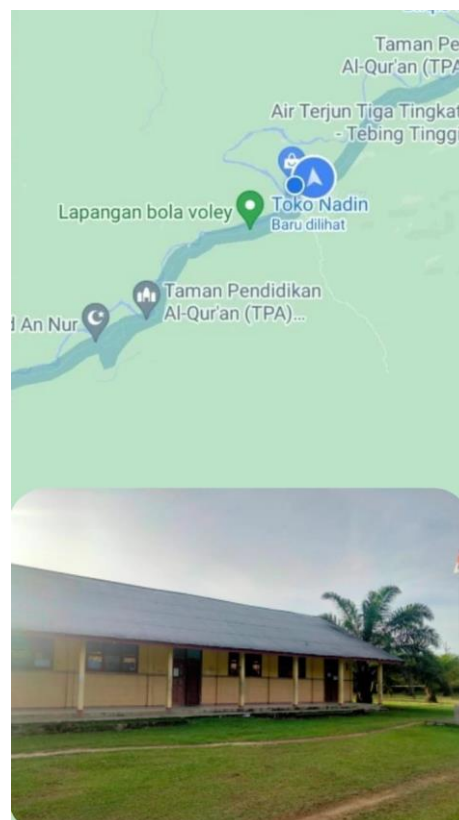 Taman Pe
Al-Qur'an (TPA
Air Terjun Tiga Tingkat
- Tebing Tinggi
Lapangan bola voley
Toko Nadin
Baru dilihat
Taman Pendidikan
Al-Qur'an (TPA)...
An Nur